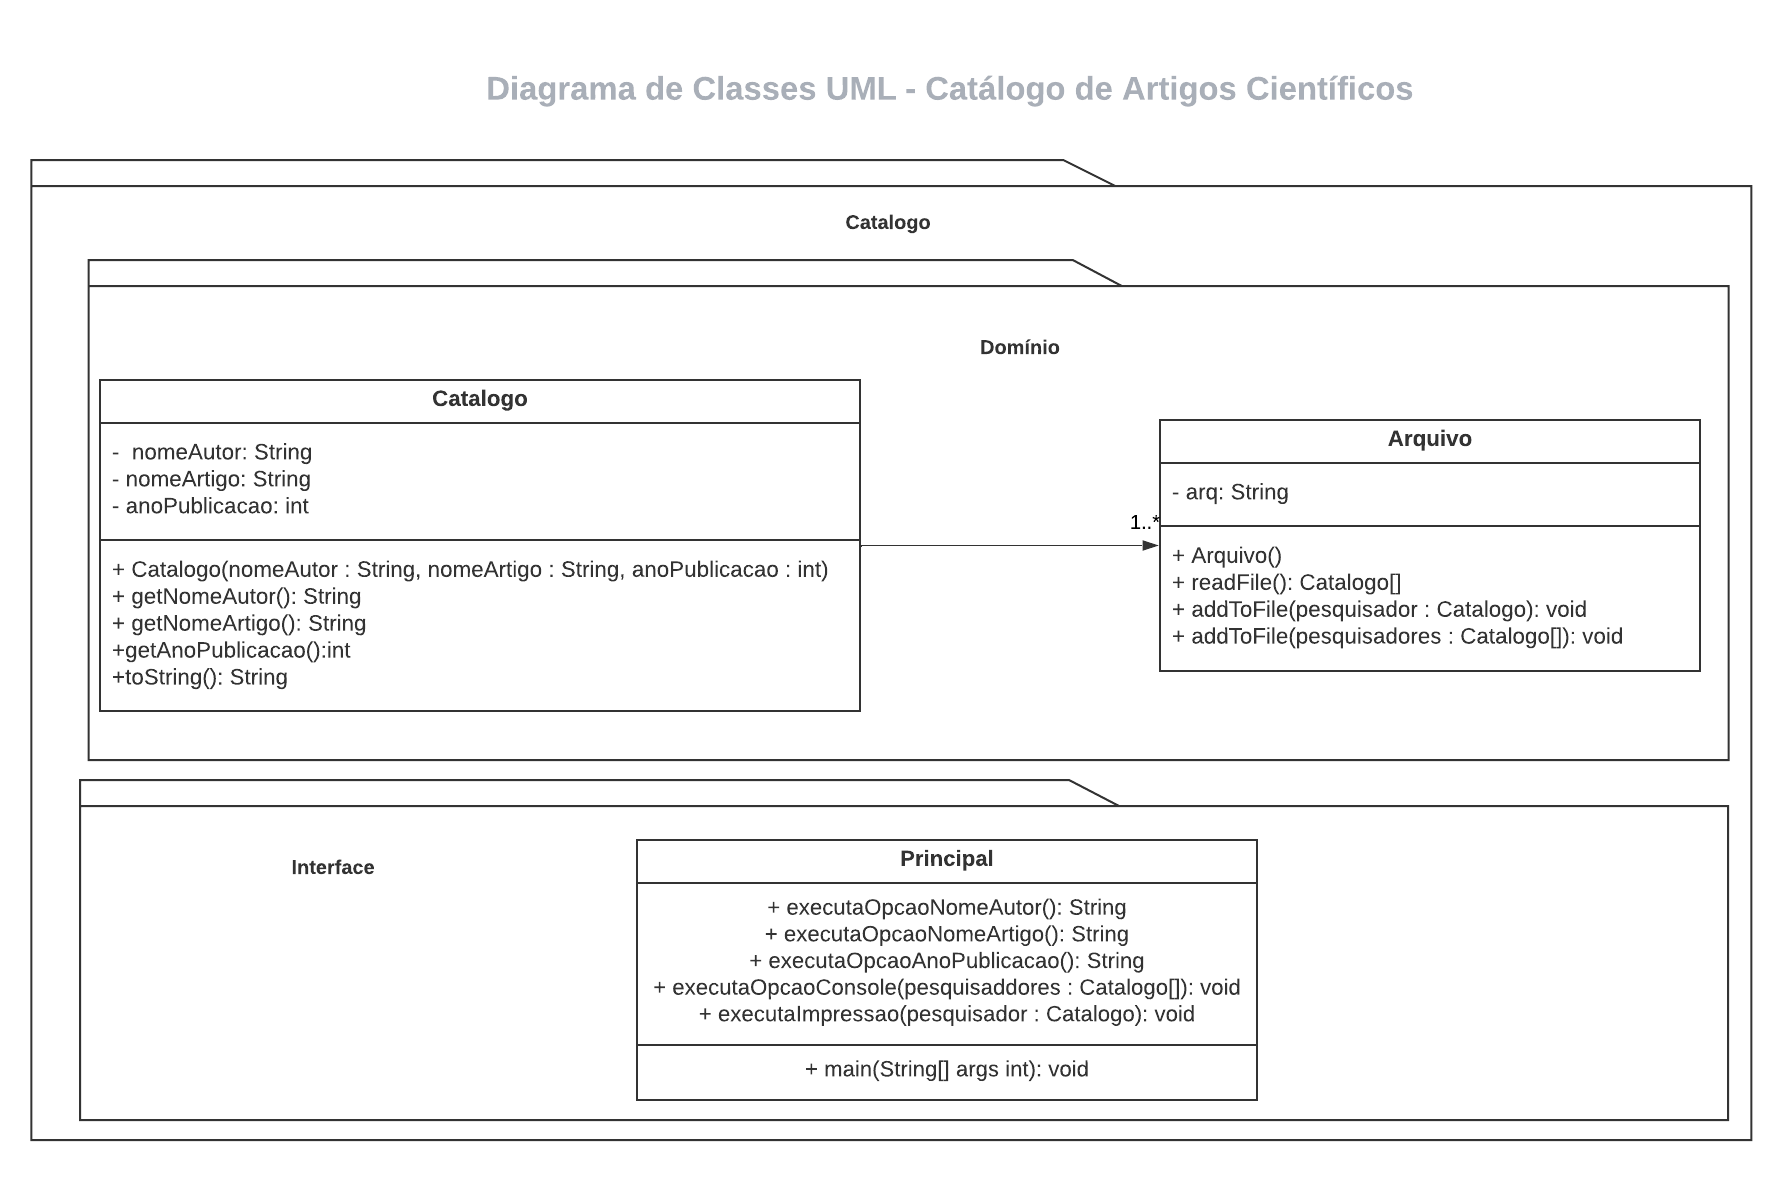 Diagrama de Classes UML - Catálogo de Artigos Científicos
Catalogo
Domínio
Catalogo
-  nomeAutor: String
- nomeArtigo: String
- anoPublicacao: int
+ Catalogo(nomeAutor : String, nomeArtigo : String, anoPublicacao : int)
+ getNomeAutor(): String
+ getNomeArtigo(): String
+getAnoPublicacao():int
+toString(): String
1..*
Arquivo
- arq: String
+ Arquivo()
+ readFile(): Catalogo[]
+ addToFile(pesquisador : Catalogo): void
+ addToFile(pesquisadores : Catalogo[]): void
Interface
Principal
+ executaOpcaoNomeAutor(): String
+ executaOpcaoNomeArtigo(): String
+ executaOpcaoAnoPublicacao(): String
+ executaOpcaoConsole(pesquisaddores : Catalogo[]): void
+ executaImpressao(pesquisador : Catalogo): void
+ main(String[] args int): void